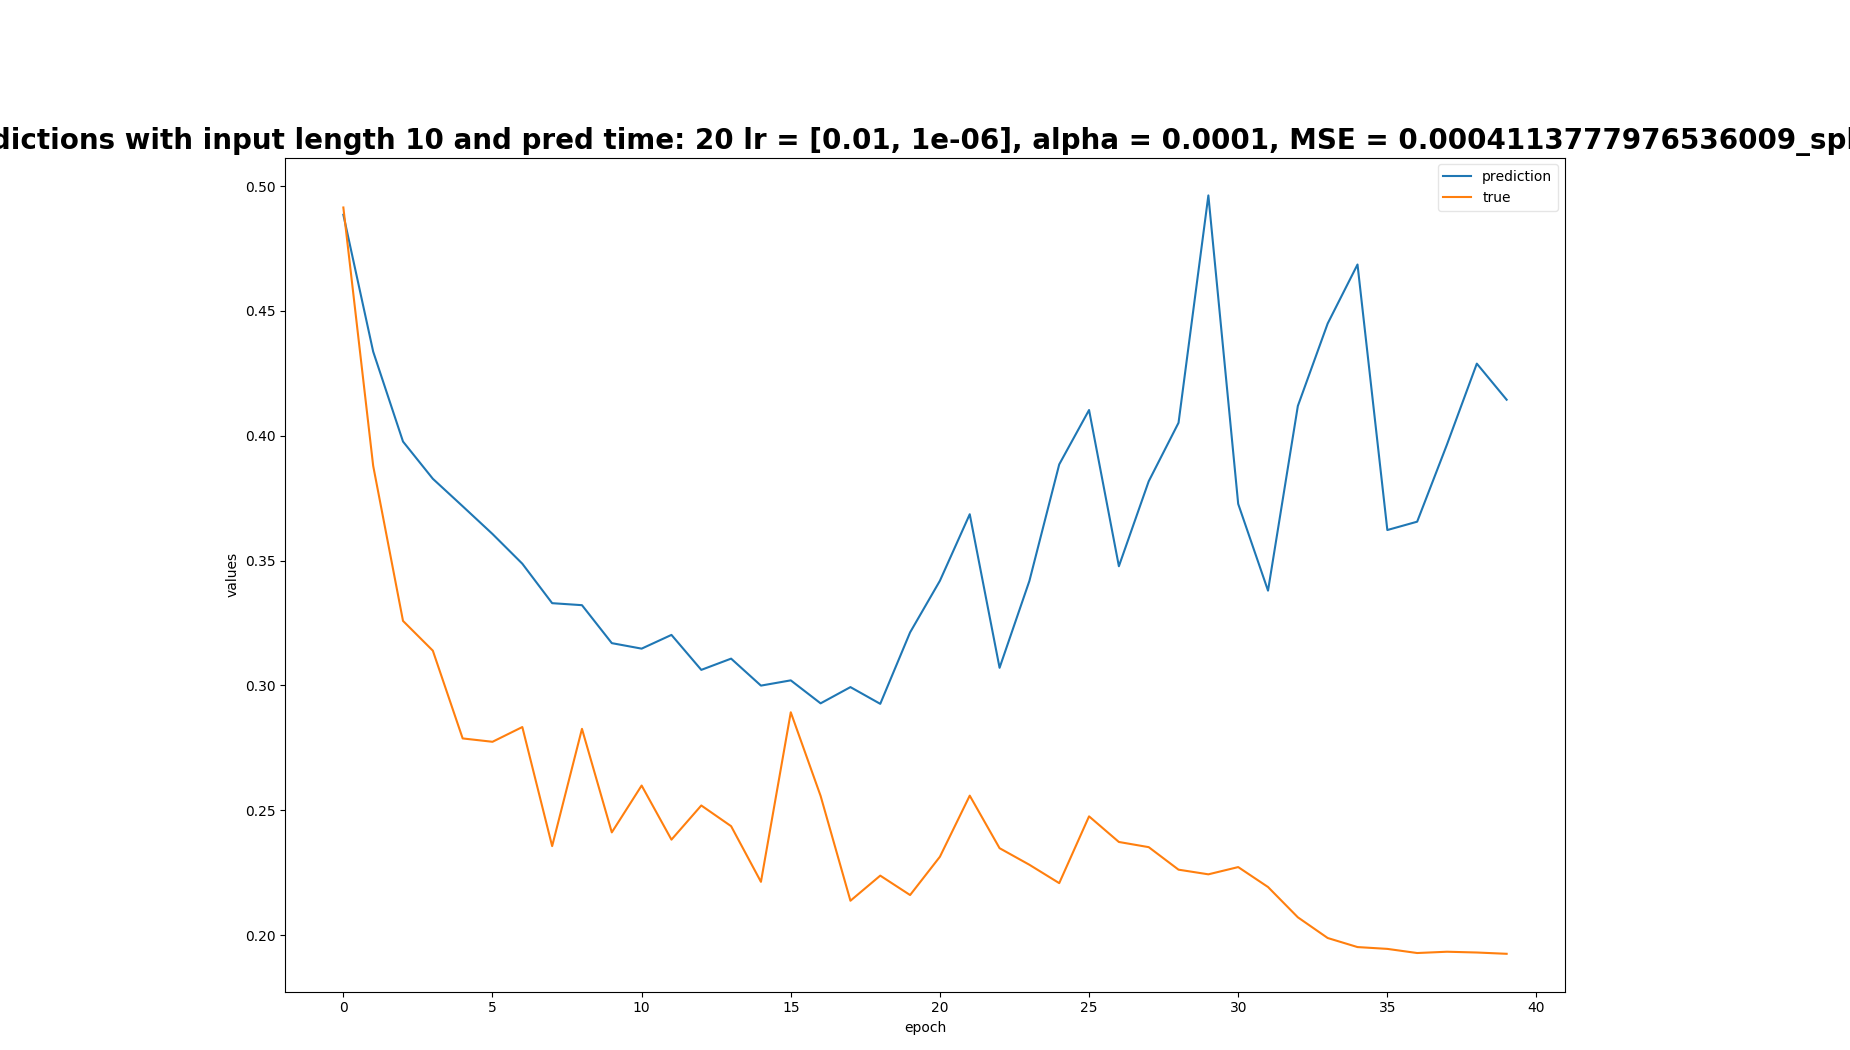 dictions with input length 10 and pred time: 20 lr = [0.01, 1e-06], alpha = 0.0001, MSE = 0.0004113777976536009_spl
prediction
true
0.50
0.45
0.40
0.35
0.30
0.25
0.20
values
0 5 10 15 20 25 30 35 40
epoch